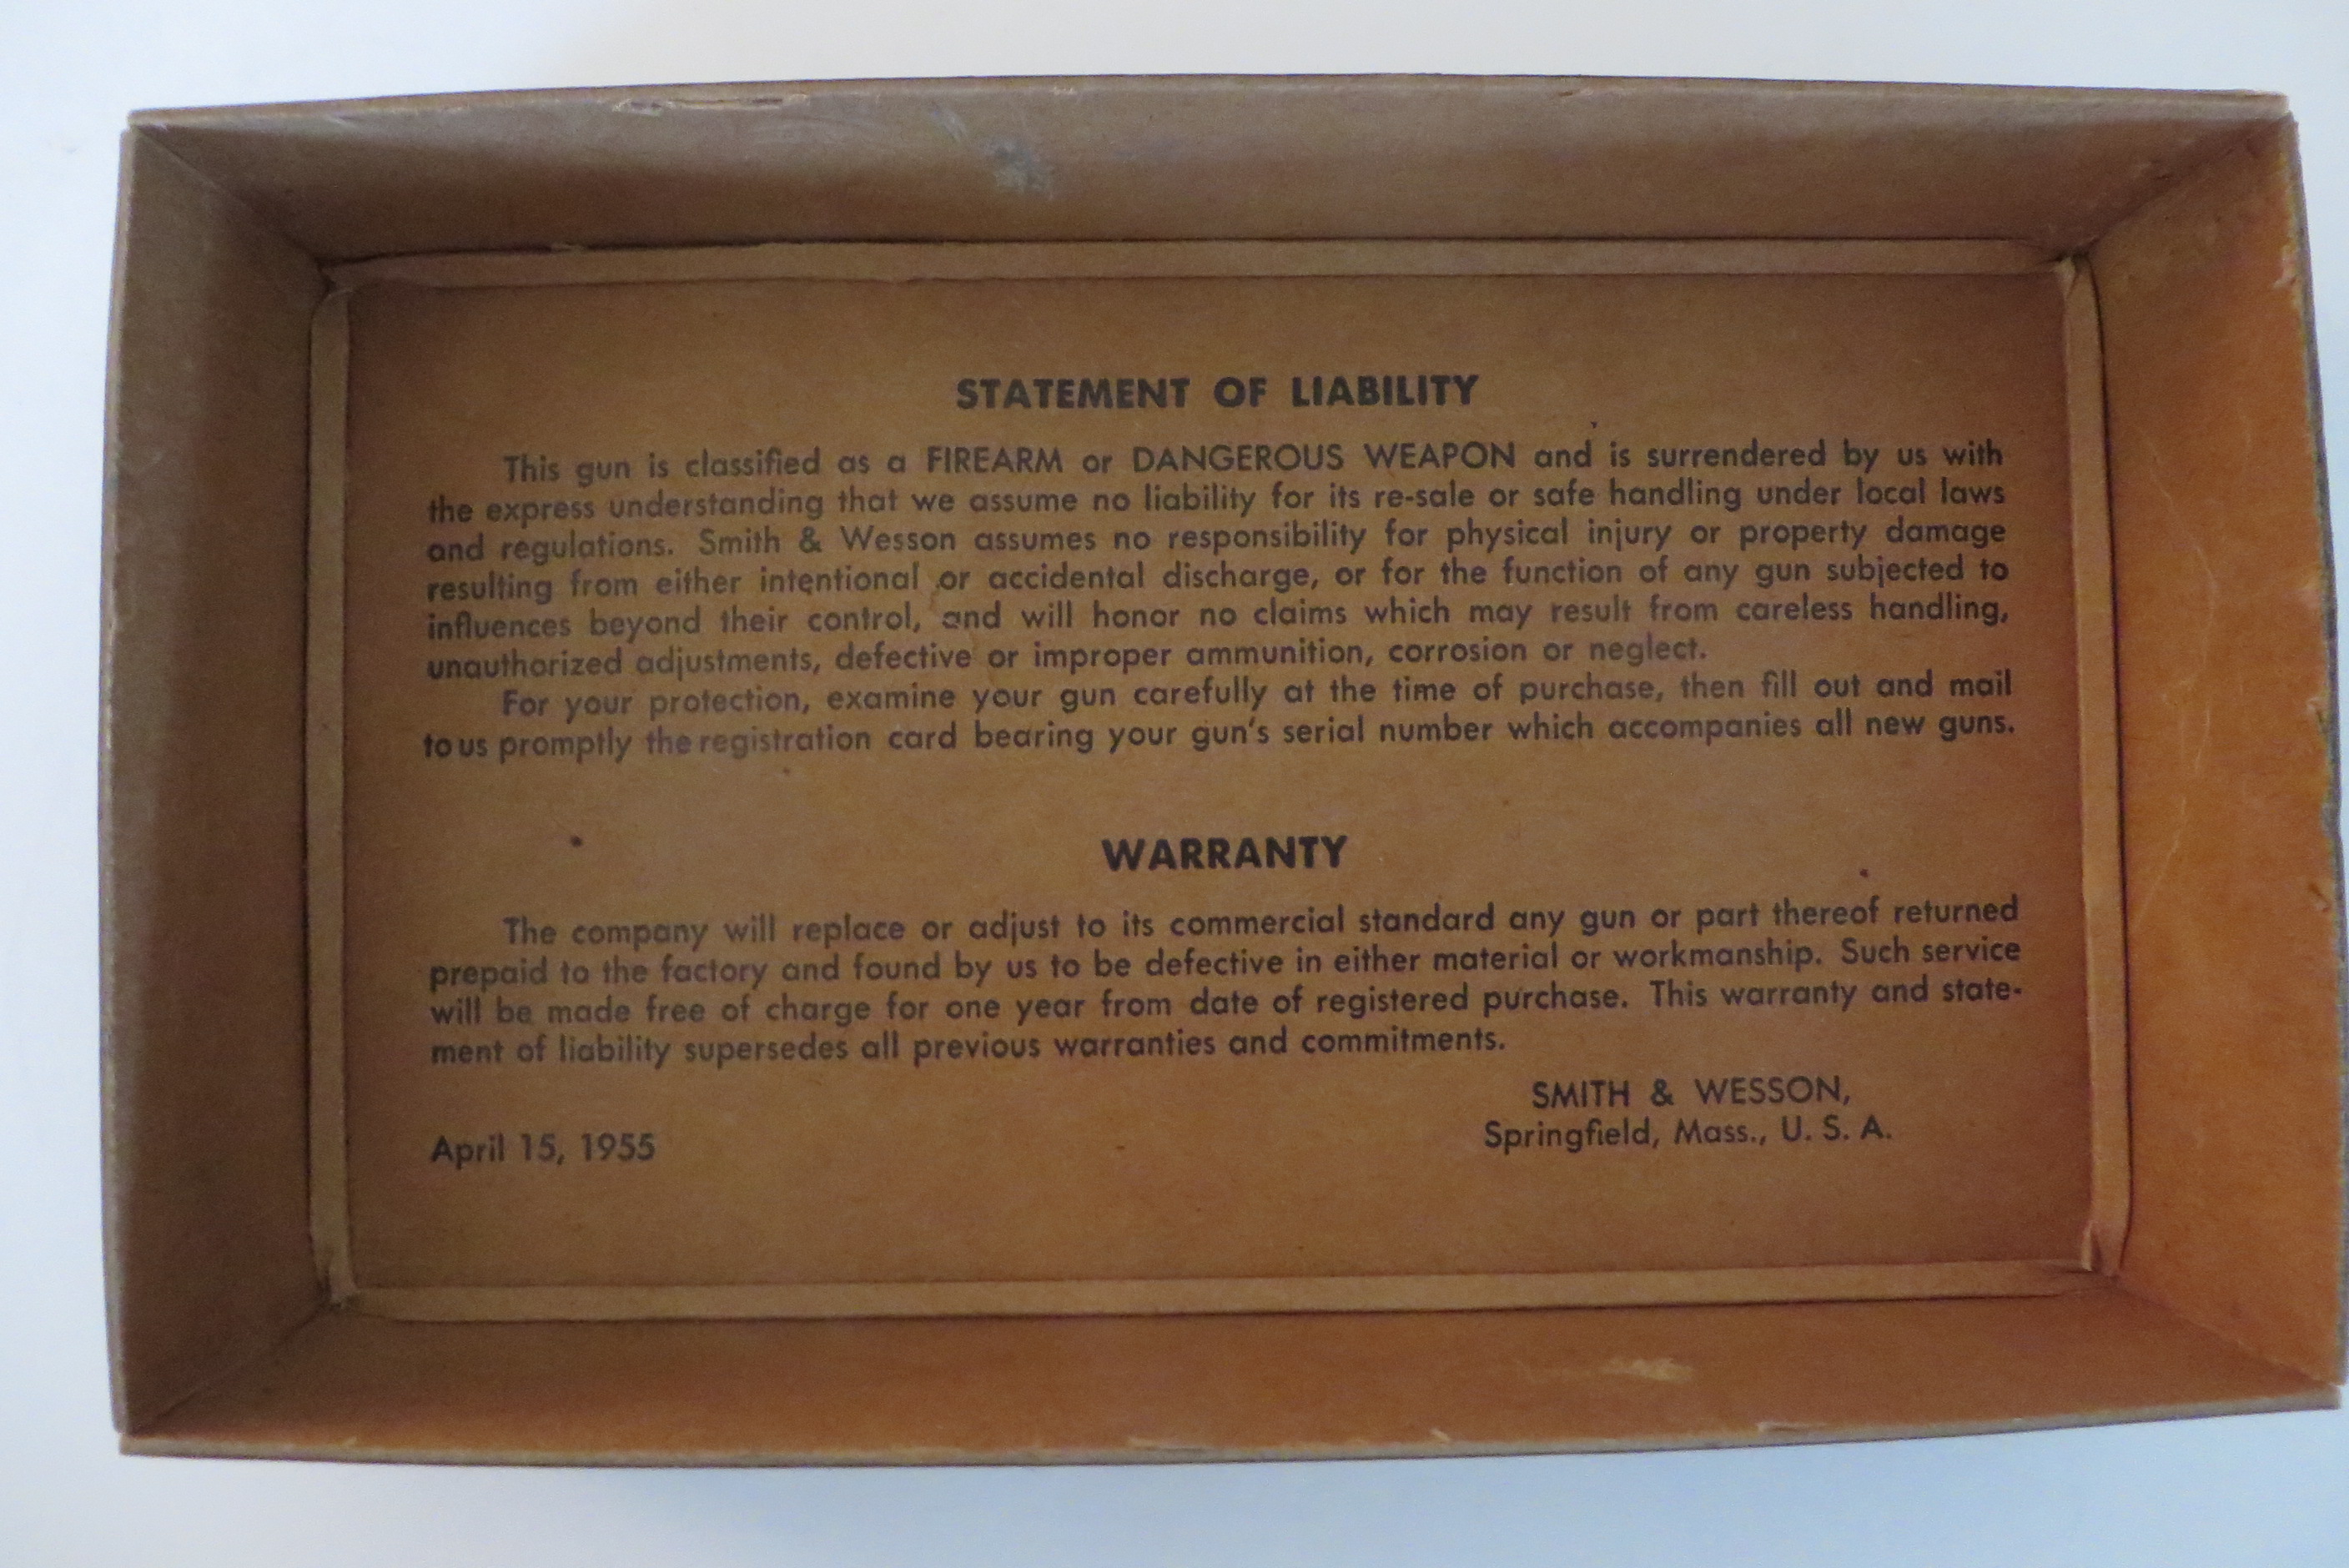 STATEMENT OF LIABILITY
This gun is classified as a FIREARM or DANGEROUS WEAPON and is surrendered by us with
the express understanding that we assume no liability for its re-sale or safe handling under local laws
and regulations. Smith & Wesson assumes no responsibility for physical injury or property damage
resulting from either intentional or accidental discharge, or for the function of any gun subjected to
influences beyond their control, and will honor no claims which may result from careless handling,
unauthorized adjustments, defective or improper ammunition, corrosion or neglect.
For your protection, examine your gun carefully at the time of purchase, then fill out and mail
to us promptly the registration card bearing your gun's serial number which accompanies all new guns.
WARRANTY
The company will replace or adjust to its commercial standard any gun or part thereof returned
prepaid to the factory and found by us to be defective in either material or workmanship. Such service
will be made free of charge for one year from date of registered purchase. This warranty and state-
ment of liability supersedes all previous warranties and commitments.
SMITH & WESSON,
Springfield, Mass., U. S. A.
April 15, 1955